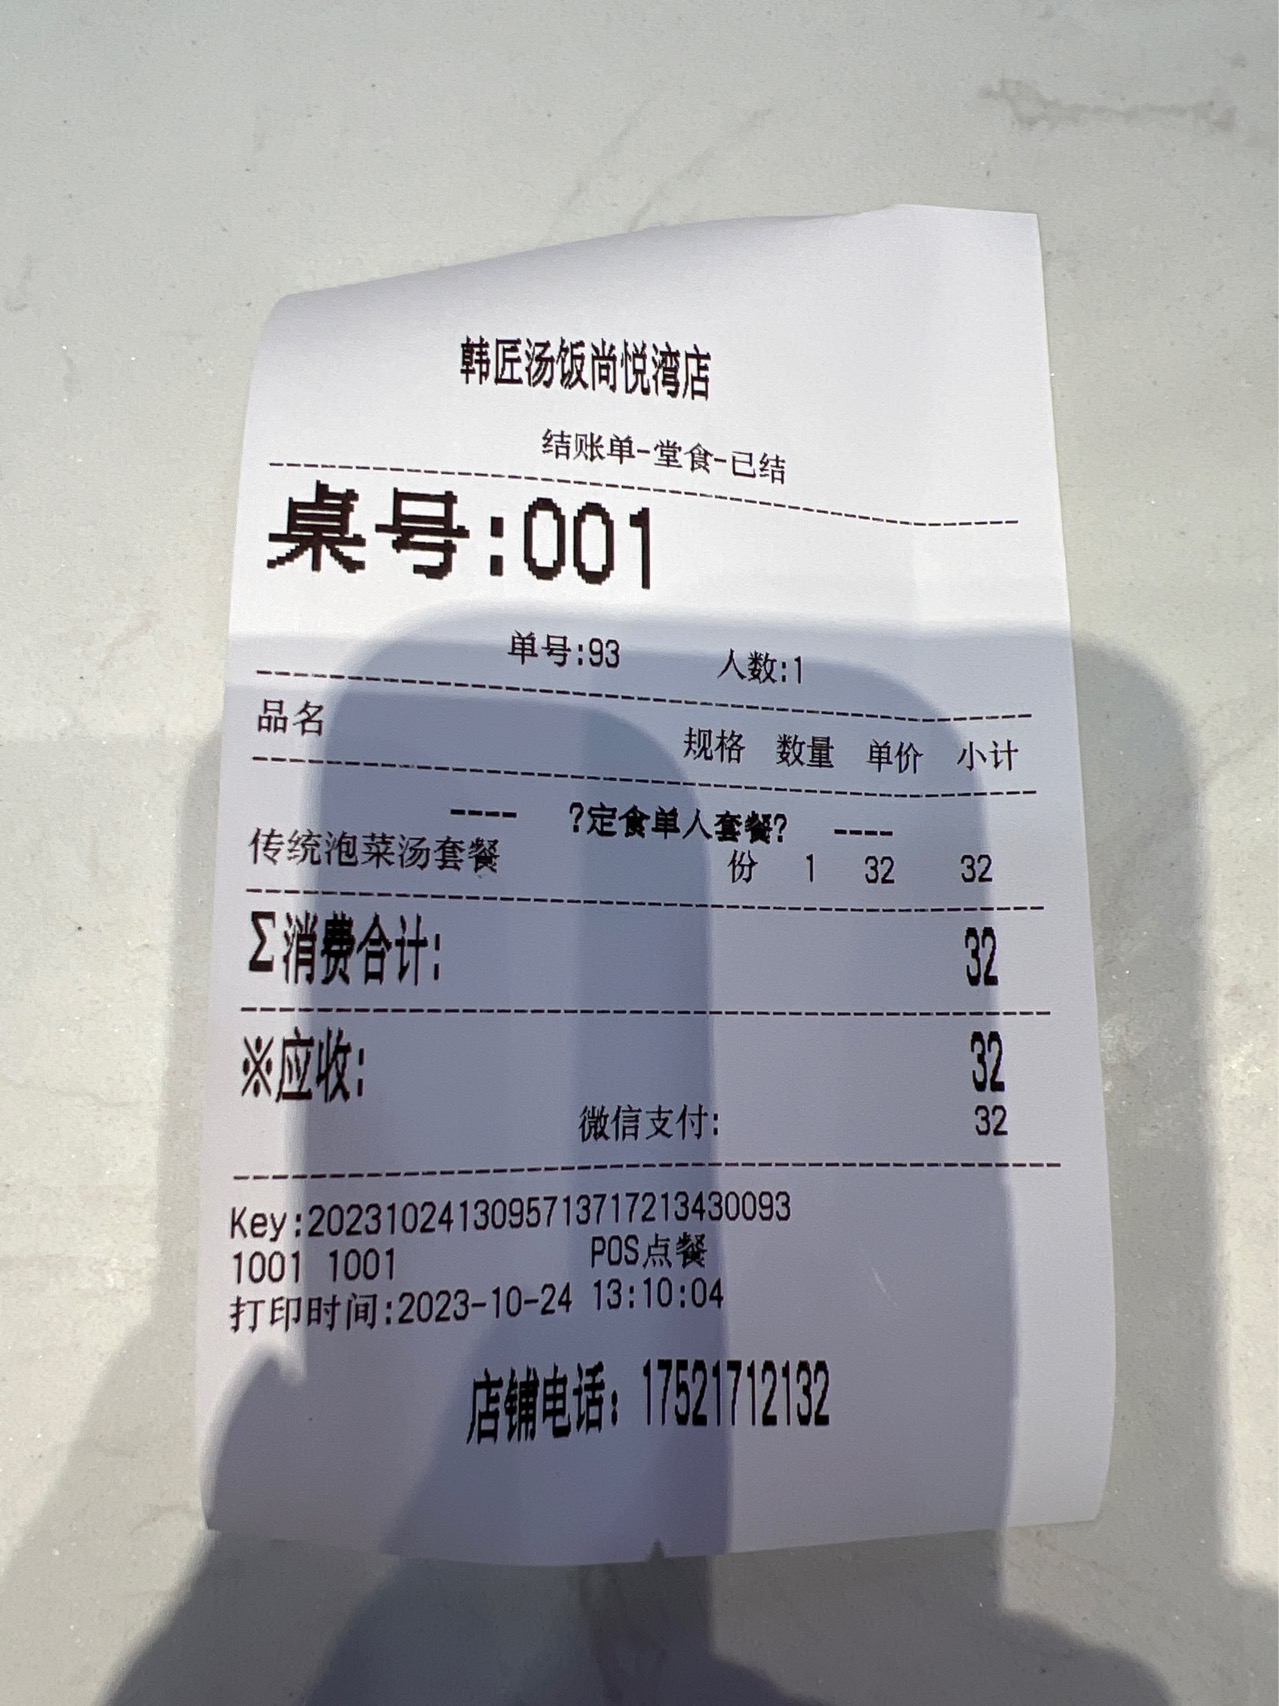 韩匠汤饭尚悦湾店
结账单-堂食-已结
桌号:001
单号:93 人数:1
品名 规格 数量 单价 小计
---- ?定食单人套餐? ----
传统泡菜汤套餐 份 1 32 32
Σ消费合计: 32
※应收: 32
微信支付: 32
Key:2023102413095713717213430093
1001 1001 POS点餐
打印时间:2023-10-24 13:10:04
店铺电话：17521712132